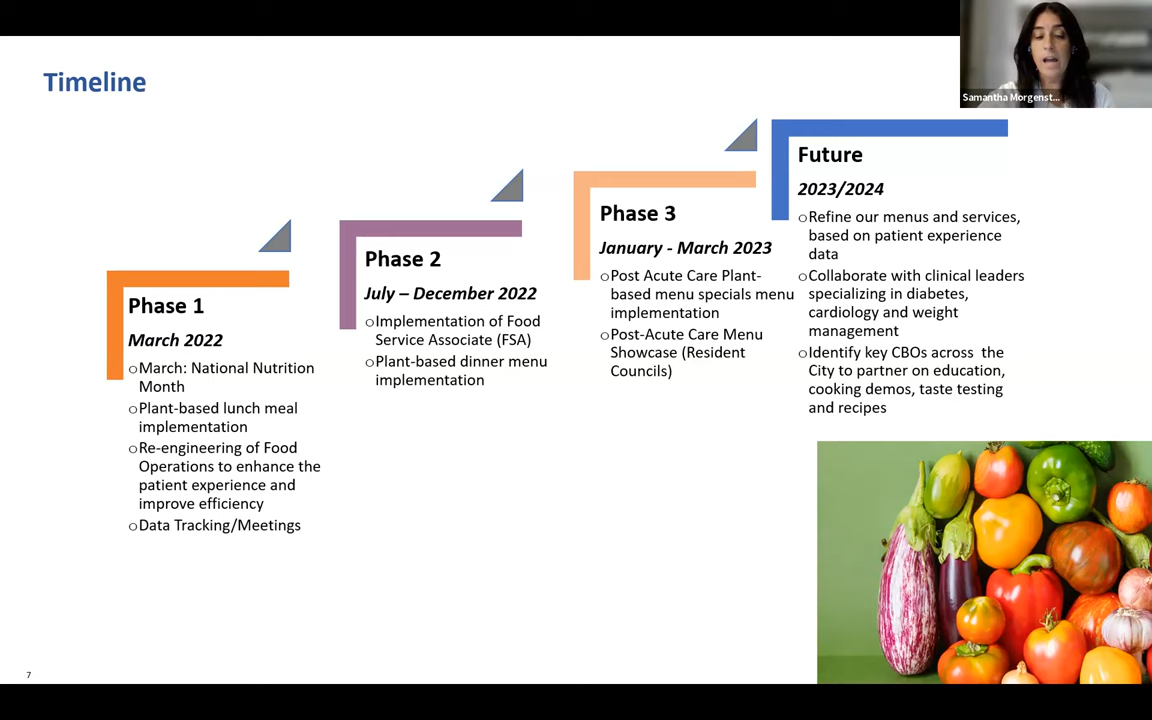 Samantha Morgenst...
Timeline
Phase 1
March 2022
○March: National Nutrition
Month
○Plant-based lunch meal
implementation
○Re-engineering of Food
Operations to enhance the
patient experience and
improve efficiency
○Data Tracking/Meetings
Phase 2
July – December 2022
○Implementation of Food
Service Associate (FSA)
○Plant-based dinner menu
implementation
Phase 3
January - March 2023
○Post Acute Care Plant-
based menu specials menu
implementation
○Post-Acute Care Menu
Showcase (Resident
Councils)
Future
2023/2024
○Refine our menus and services,
based on patient experience
data
○Collaborate with clinical leaders
specializing in diabetes,
cardiology and weight
management
○Identify key CBOs across the
City to partner on education,
cooking demos, taste testing
and recipes
7